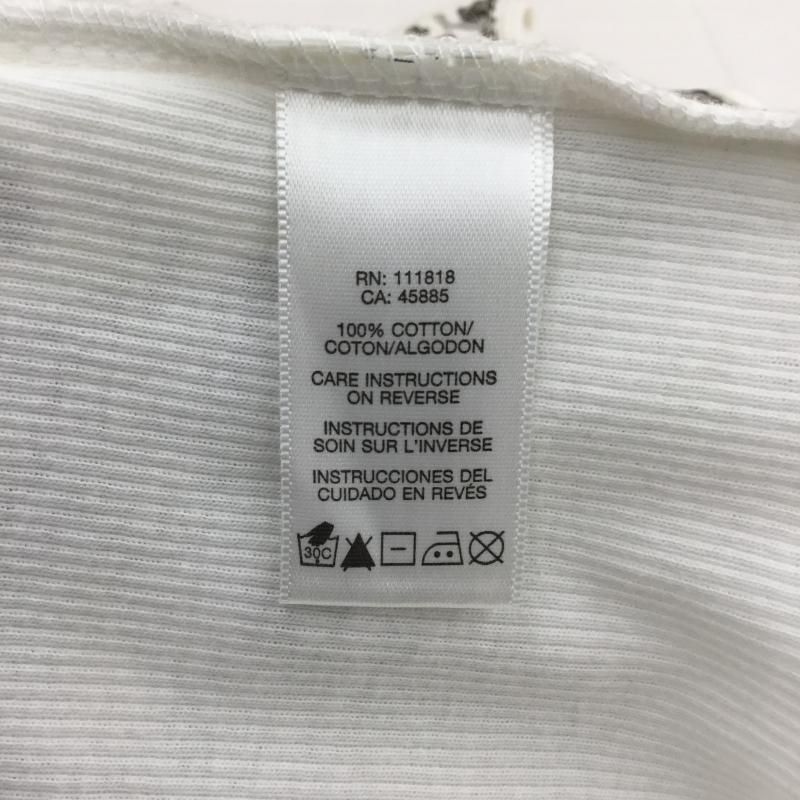 RN: 111818
CA: 45885
100% COTTON/
COTON/ALGODON
CARE INSTRUCTIONS
ON REVERSE
INSTRUCTIONS DE
SOIN SUR L'INVERSE
INSTRUCCIONES DEL
CUIDADO EN REVÉS
30C